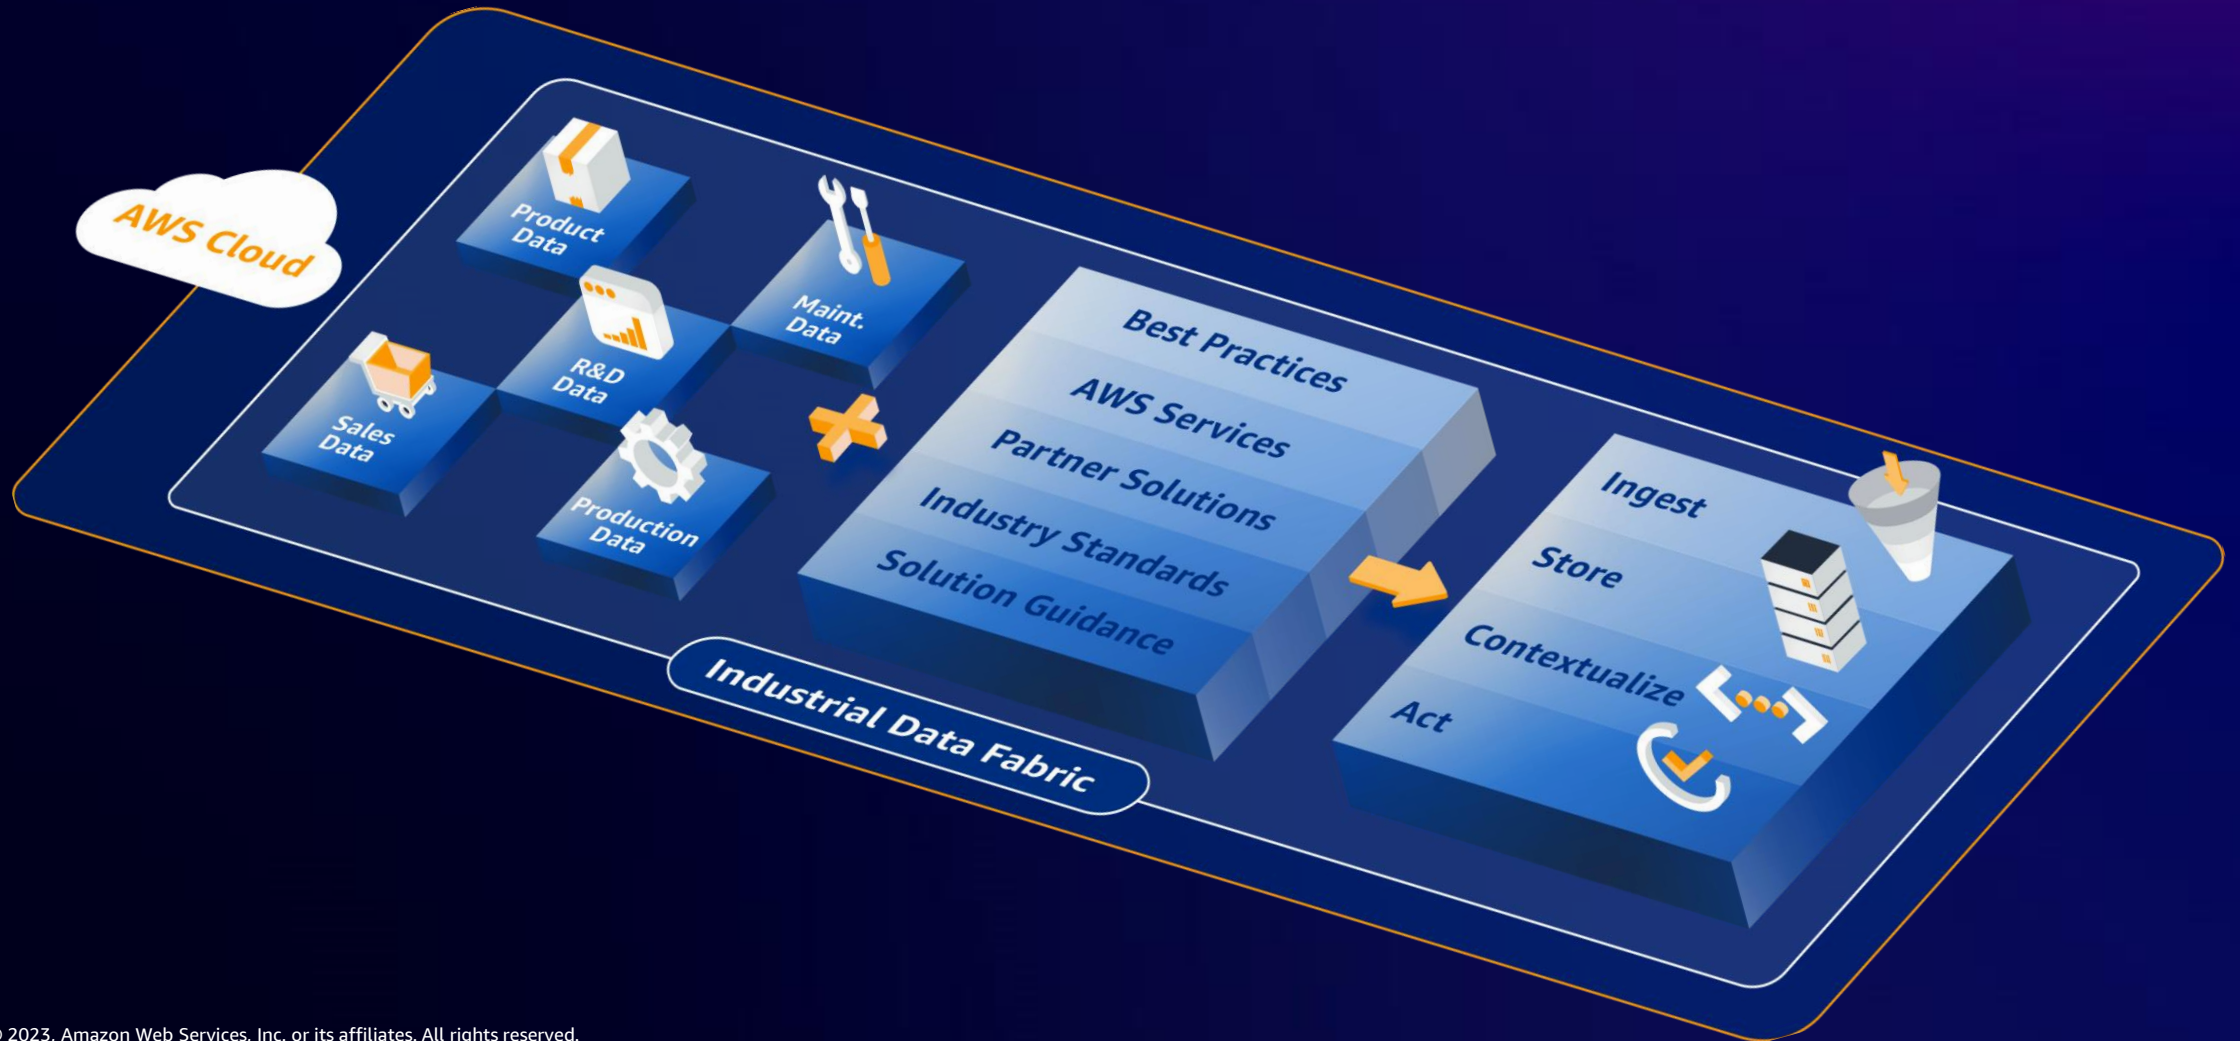 AWS Cloud
Product
Data
Maint.
Data
R&D
Data
Sales
Data
Production
Data
Best Practices
AWS Services
Partner Solutions
Industry Standards
Solution Guidance
Ingest
Store
Contextualize
Act
Industrial Data Fabric
© 2023, Amazon Web Services, Inc. or its affiliates. All rights reserved.